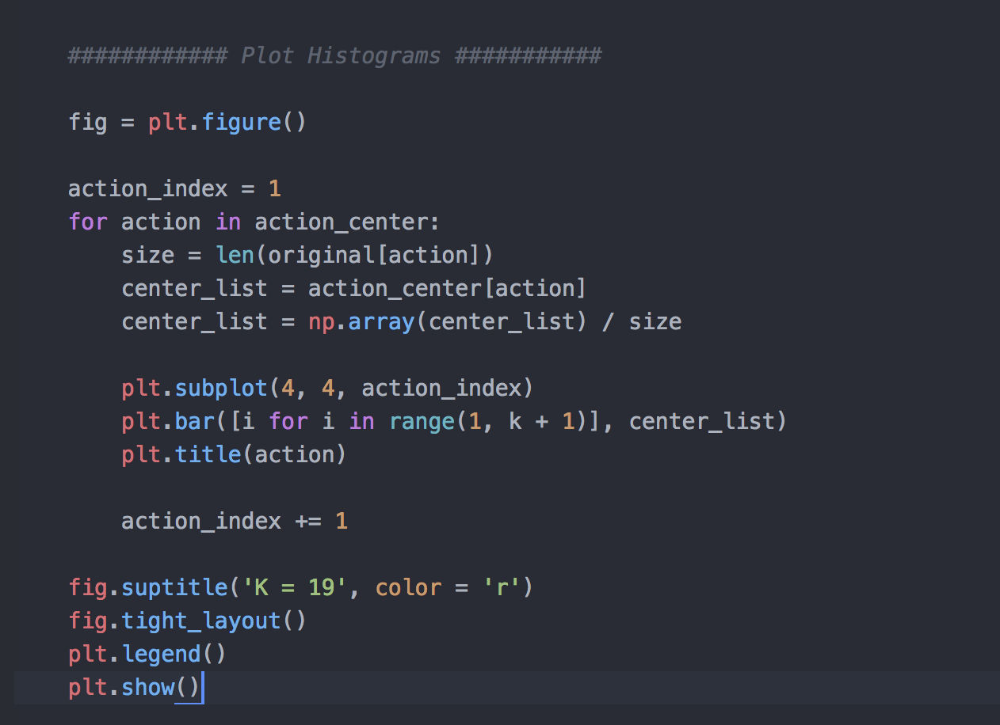 ############ Plot Histograms ###########
fig = plt.figure()
action_index = 1
for action in action_center:
    size = len(original[action])
    center_list = action_center[action]
    center_list = np.array(center_list) / size
    plt.subplot(4, 4, action_index)
    plt.bar([i for i in range(1, k + 1)], center_list)
    plt.title(action)
    action_index += 1
fig.suptitle('K = 19', color = 'r')
fig.tight_layout()
plt.legend()
plt.show()